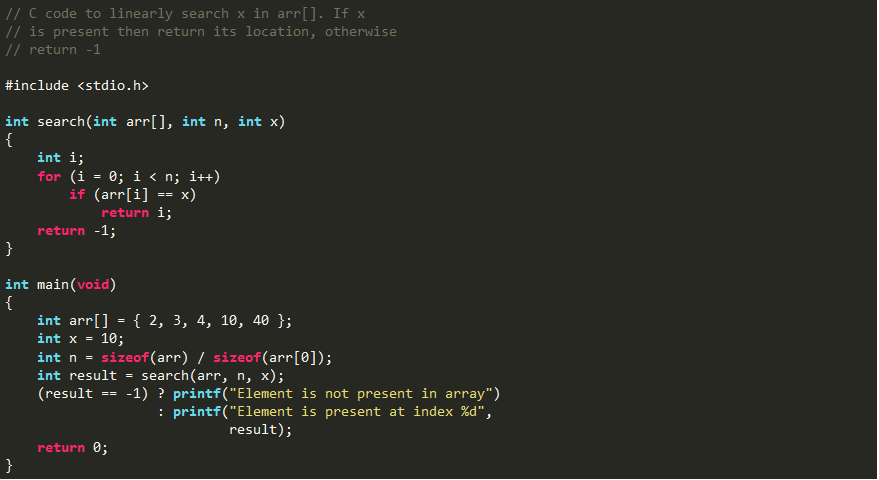 // C code to linearly search x in arr[]. If x
// is present then return its location, otherwise
// return -1

#include <stdio.h>

int search(int arr[], int n, int x)
{
    int i;
    for (i = 0; i < n; i++)
        if (arr[i] == x)
            return i;
    return -1;
}

int main(void)
{
    int arr[] = { 2, 3, 4, 10, 40 };
    int x = 10;
    int n = sizeof(arr) / sizeof(arr[0]);
    int result = search(arr, n, x);
    (result == -1) ? printf("Element is not present in array")
                   : printf("Element is present at index %d",
                            result);
    return 0;
}